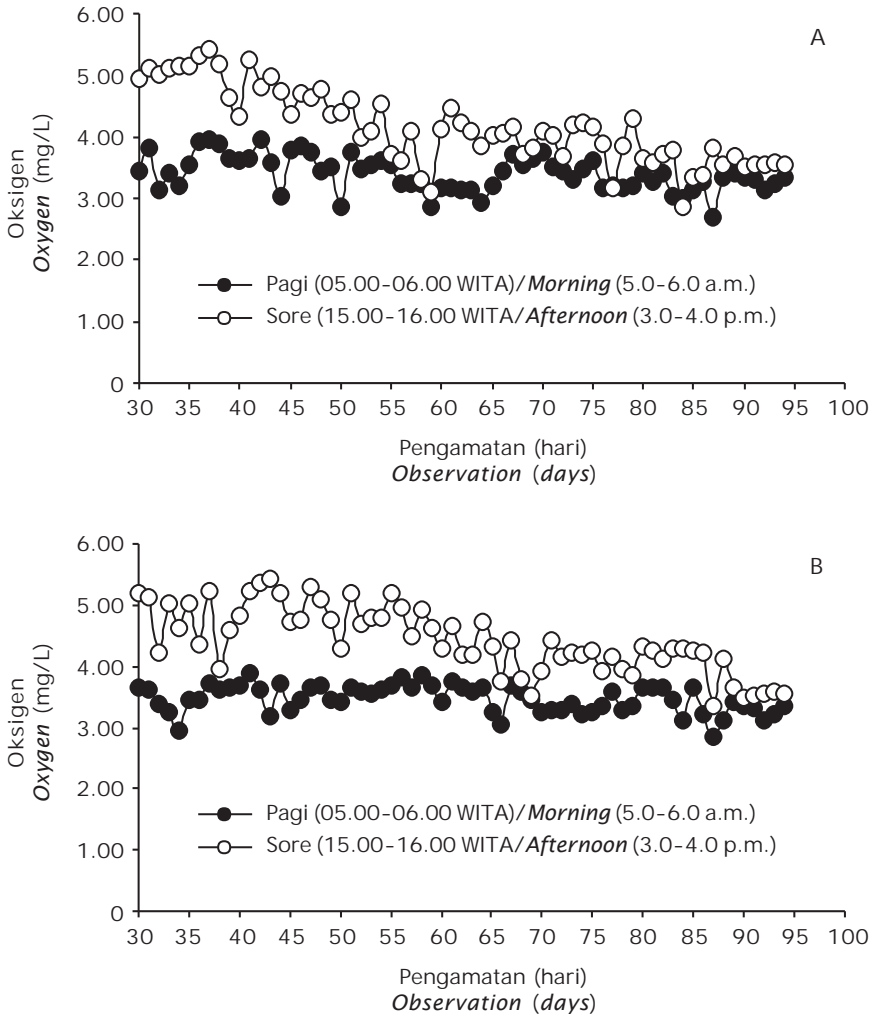 A
6.00
5.00
4.00
3.00
2.00
1.00
0
Oksigen (mg/L)
Oxygen
Pagi (05.00-06.00 WITA)/Morning (5.0-6.0 a.m.)
Sore (15.00-16.00 WITA/Afternoon (3.0-4.0 p.m.)
30 35 40 45 50 55 60 65 70 75 80 85 90 95 100
Pengamatan (hari)
Observation (days)
B
6.00
5.00
4.00
3.00
2.00
1.00
0
Oksigen
Oxygen (mg/L)
Pagi (05.00-06.00 WITA)/Morning (5.0-6.0 a.m.)
Sore (15.00-16.00 WITA/Afternoon (3.0-4.0 p.m.)
30 35 40 45 50 55 60 65 70 75 80 85 90 95 100
Pengamatan (hari)
Observation (days)